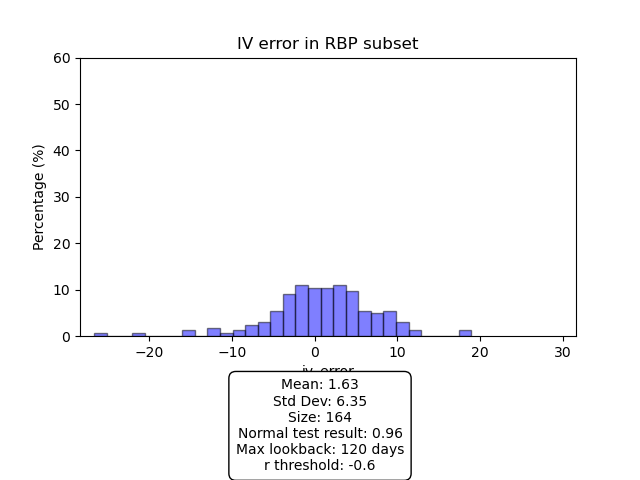 IV error in RBP subset
60
50
40
30
20
10
0
Percentage (%)
−20
−10
0
10
20
30
iv_error
Mean: 1.63
Std Dev: 6.35
Size: 164
Normal test result: 0.96
Max lookback: 120 days
r threshold: -0.6